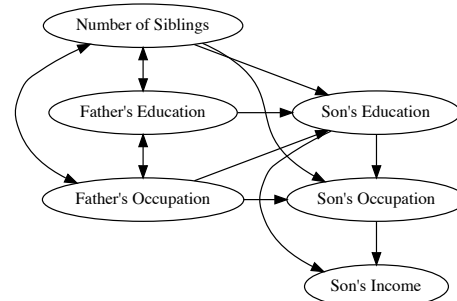 Number of Siblings
Father's Education
Son's Education
Father's Occupation
Son's Occupation
Son's Income